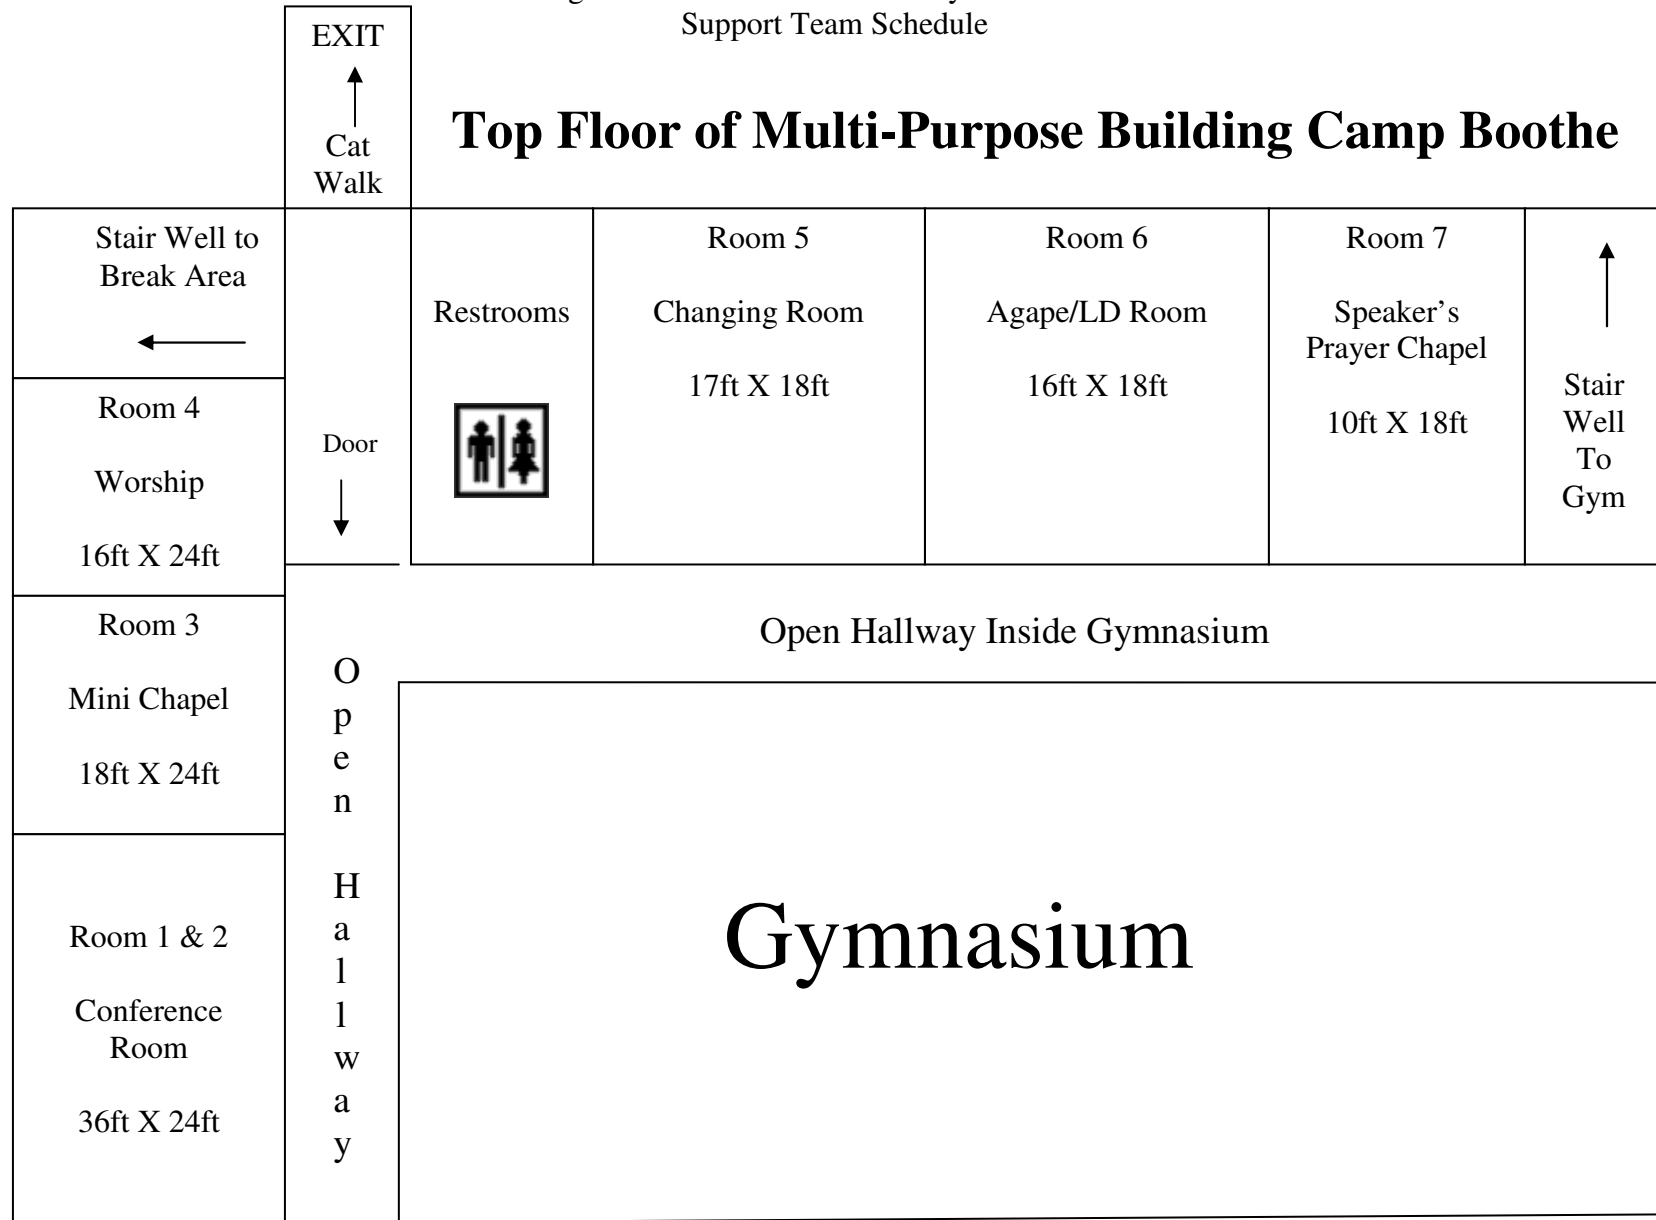 Support Team Schedule
EXIT
Cat
Walk
Top Floor of Multi-Purpose Building Camp Boothe
Stair Well to
Break Area
Room 4
Worship
16ft X 24ft
Room 3
Mini Chapel
18ft X 24ft
Room 1 & 2
Conference
Room
36ft X 24ft
Door
Open
Hallway
Restrooms
Room 5
Changing Room
17ft X 18ft
Room 6
Agape/LD Room
16ft X 18ft
Room 7
Speaker’s
Prayer Chapel
10ft X 18ft
Stair
Well
To
Gym
Open Hallway Inside Gymnasium
Gymnasium